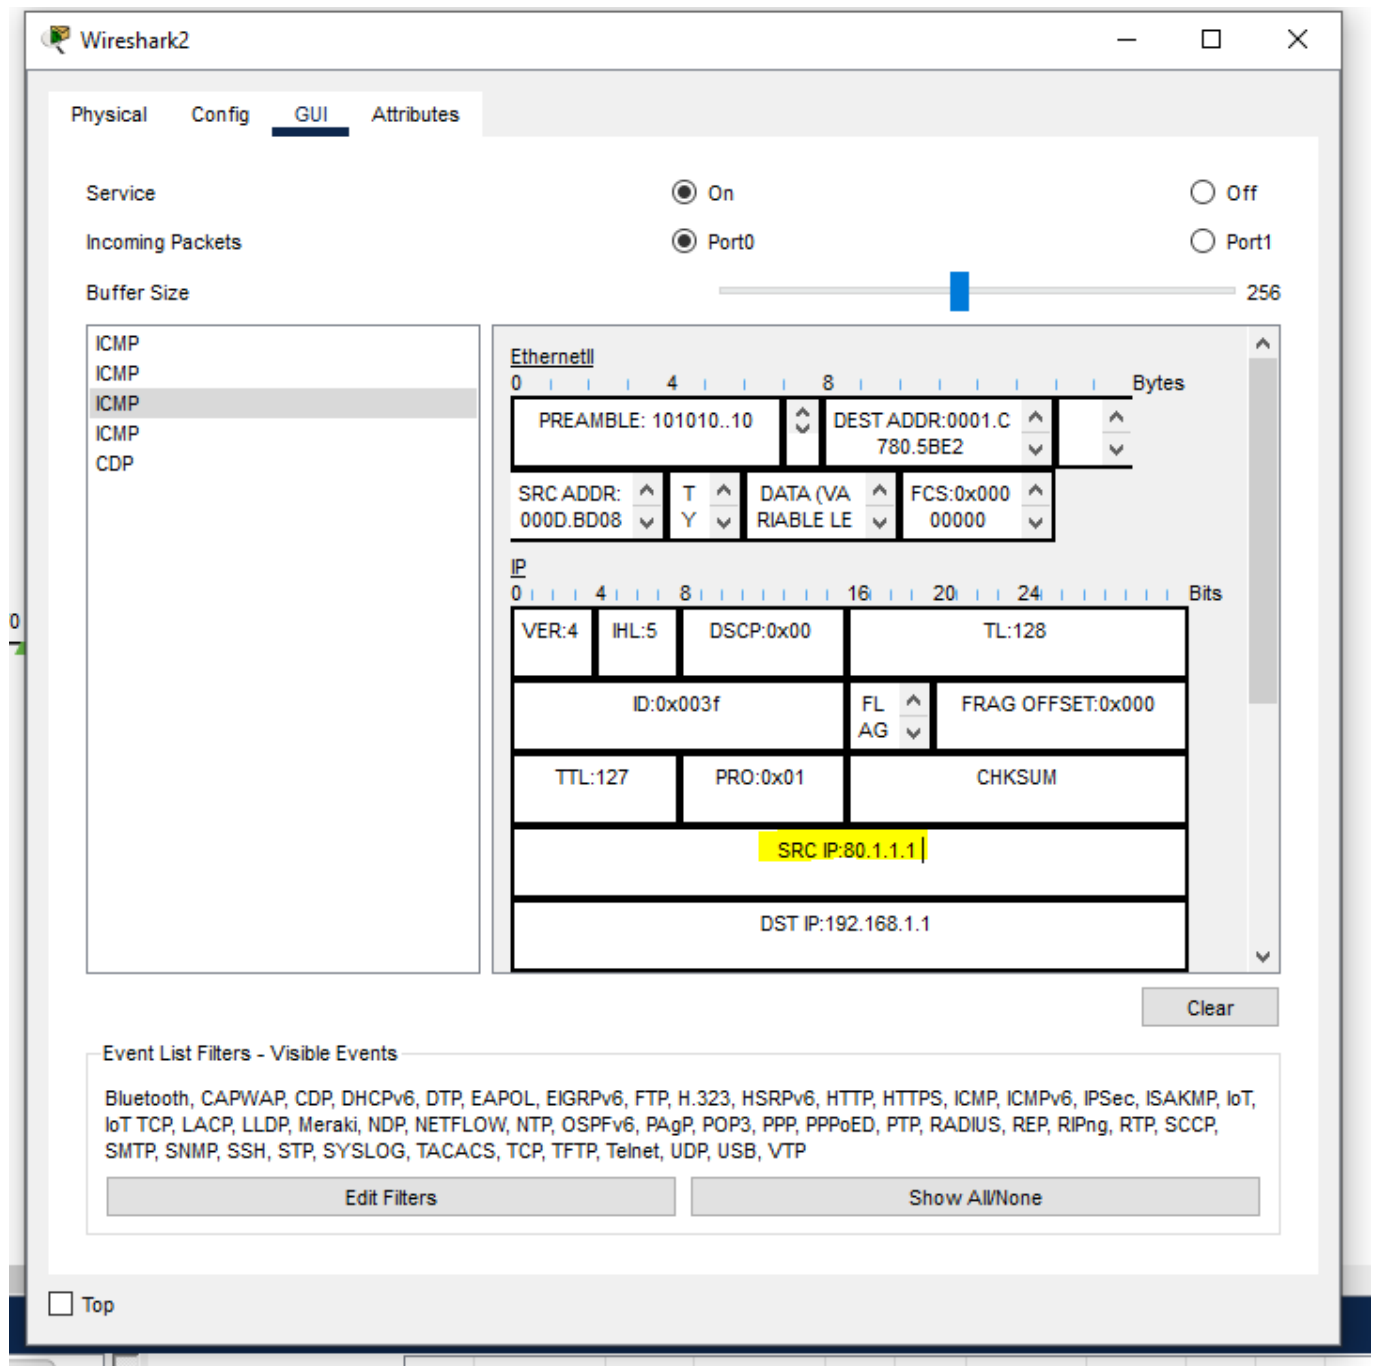 Wireshark2
Physical Config GUI Attributes
Service On Off
Incoming Packets Port0 Port1
Buffer Size 256
ICMP
ICMP
ICMP
ICMP
CDP
EthernetII
0 4 8 Bytes
PREAMBLE: 101010..10
DEST ADDR:0001.C
780.5BE2
SRC ADDR:
000D.BD08
T
Y
DATA (VA
RIABLE LE
FCS:0x000
00000
IP
0 4 8 16 20 24 Bits
VER:4 IHL:5 DSCP:0x00 TL:128
ID:0x003f
FL
AG
FRAG OFFSET:0x000
TTL:127 PRO:0x01 CHKSUM
SRC IP:80.1.1.1
DST IP:192.168.1.1
Clear
Event List Filters - Visible Events
Bluetooth, CAPWAP, CDP, DHCPv6, DTP, EAPOL, EIGRPv6, FTP, H.323, HSRPv6, HTTP, HTTPS, ICMP, ICMPv6, IPSec, ISAKMP, IoT,
IoT TCP, LACP, LLDP, Meraki, NDP, NETFLOW, NTP, OSPFv6, PAgP, POP3, PPP, PPPoED, PTP, RADIUS, REP, RIPng, RTP, SCCP,
SMTP, SNMP, SSH, STP, SYSLOG, TACACS, TCP, TFTP, Telnet, UDP, USB, VTP
Edit Filters Show All/None
Top
0